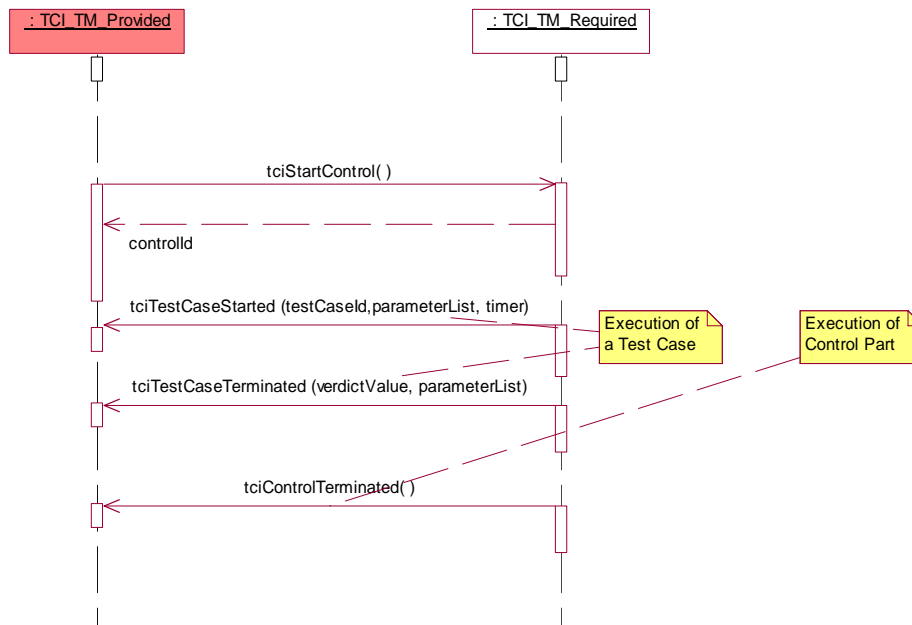 : TCI_TM_Provided
: TCI_TM_Required
tciStartControl( )
controlId
tciTestCaseStarted (testCaseId,parameterList, timer)
Execution of
a Test Case
Execution of
Control Part
tciTestCaseTerminated (verdictValue, parameterList)
tciControlTerminated( )